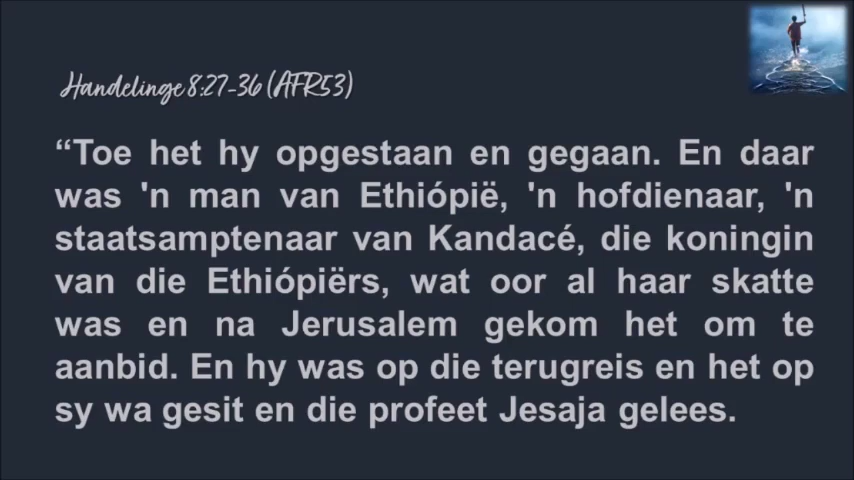 Handelinge 8:27-36 (AFR53)
“Toe het hy opgestaan en gegaan. En daar
was 'n man van Ethiópië, 'n hofdienaar, 'n
staatsamptenaar van Kandacé, die koningin
van die Ethiópiërs, wat oor al haar skatte
was en na Jerusalem gekom het om te
aanbid. En hy was op die terugreis en het op
sy wa gesit en die profeet Jesaja gelees.